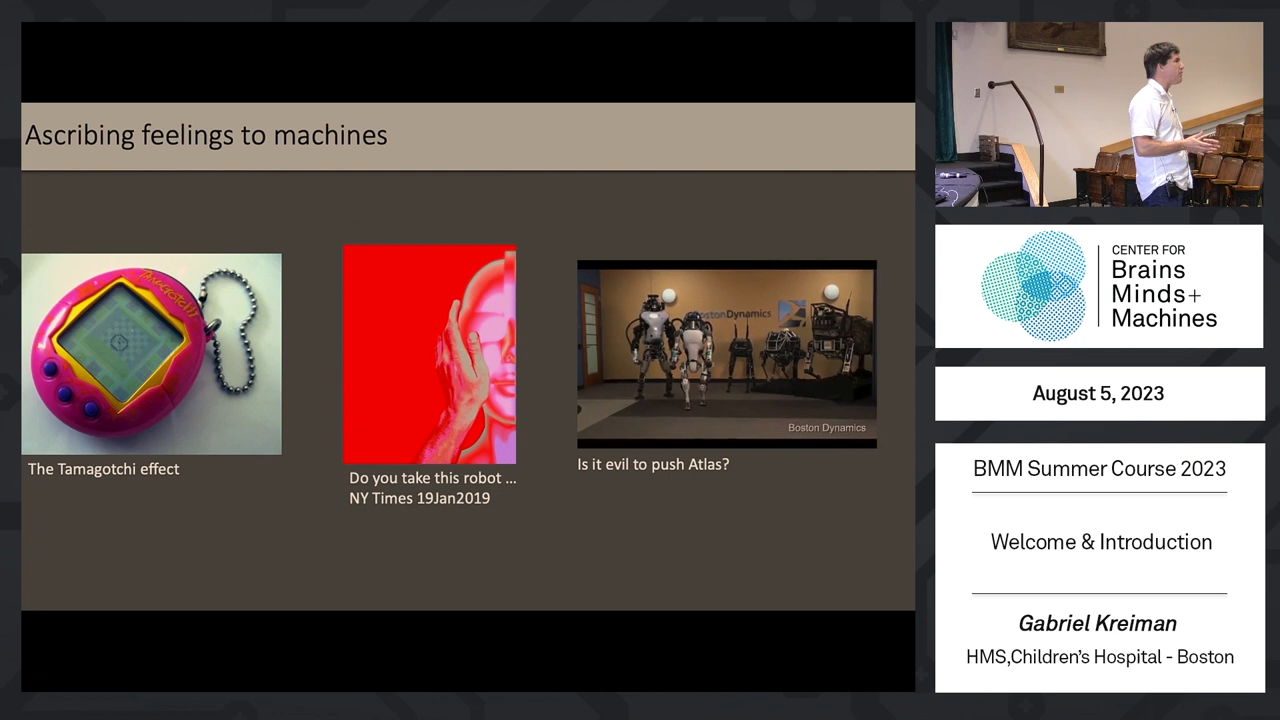 Ascribing feelings to machines
TAMAGOTCHI
The Tamagotchi effect
Do you take this robot ...
NY Times 19Jan2019
BostonDynamics
Boston Dynamics
Is it evil to push Atlas?
CENTER FOR
Brains
Minds+
Machines
August 5, 2023
BMM Summer Course 2023
Welcome & Introduction
Gabriel Kreiman
HMS,Children's Hospital - Boston